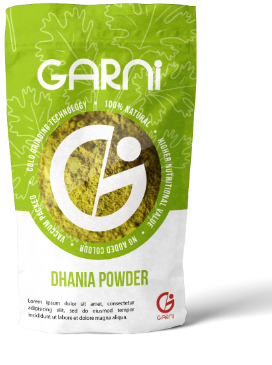 GARNi
COLD GRINDING TECHNOLOGY • 100% NATURAL • HIGHER NUTRITIONAL VALUE • NO ADDED COLOUR • VACCUM PACKED •
DHANIA POWDER
Lorem ipsum dolor sit amet, consectetur
adipiscing elit, sed do eiusmod tempor
incididunt ut labore et dolore magna aliqua.
GARNi